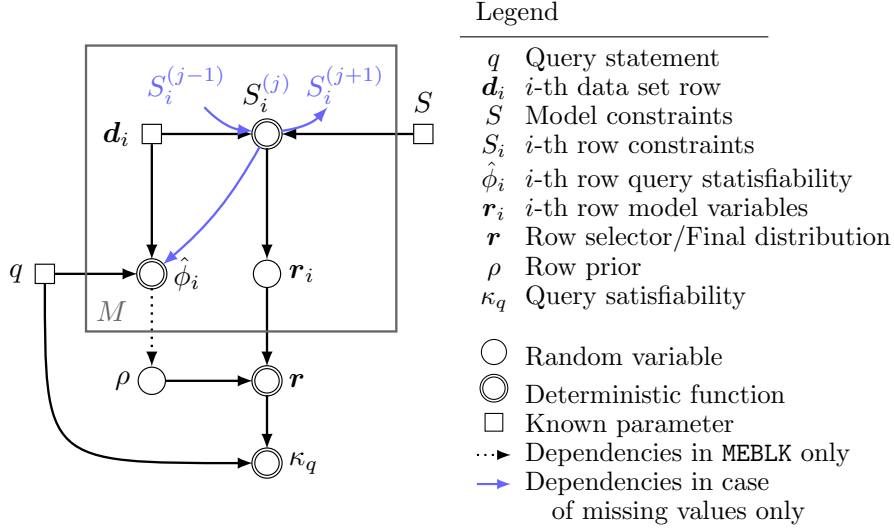 S_i^{(j-1)} S_i^{(j)} S_i^{(j+1)} S
d_i
q ϕ̂_i r_i
M
ρ r
κ_q
Legend
q Query statement
d_i i-th data set row
S Model constraints
S_i i-th row constraints
ϕ̂_i i-th row query statisfiability
r_i i-th row model variables
r Row selector/Final distribution
ρ Row prior
κ_q Query satisfiability
Random variable
Deterministic function
Known parameter
Dependencies in MEBLK only
Dependencies in case
of missing values only